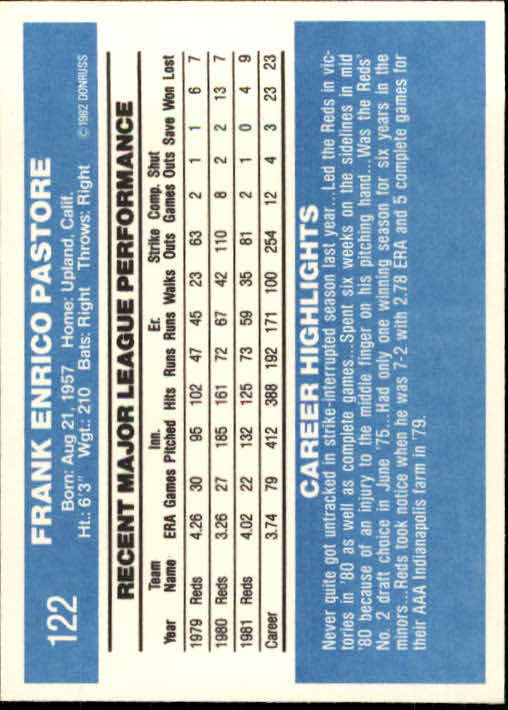 122
FRANK ENRICO PASTORE
Born: Aug 21, 1957 Home: Upland, Calif.
Ht.: 6'3" Wgt.: 210 Bats: Right Throws: Right
©1982 DONRUSS
RECENT MAJOR LEAGUE PERFORMANCE
Team Inn. Er. Strike Comp. Shut
Year Name ERA Games Pitched Hits Runs Runs Walks Outs Games Outs Save Won Lost
1979 Reds 4.26 30 95 102 47 45 23 63 2 1 1 6 7
1980 Reds 3.26 27 185 161 72 67 42 110 8 2 2 13 7
1981 Reds 4.02 22 132 125 73 59 35 81 2 1 0 4 9
Career 3.74 79 412 388 192 171 100 254 12 4 3 23 23
CAREER HIGHLIGHTS
Never quite got untracked in strike-interrupted season last year...Led the Reds in vic-
tories in '80 as well as complete games...Spent six weeks on the sidelines in mid
'80 because of an injury to the middle finger on his pitching hand...Was the Reds'
No. 2 draft choice in June '75...Had only one winning season for six years in the
minors...Reds took notice when he was 7-2 with 2.78 ERA and 5 complete games for
their AAA Indianapolis farm in '79.